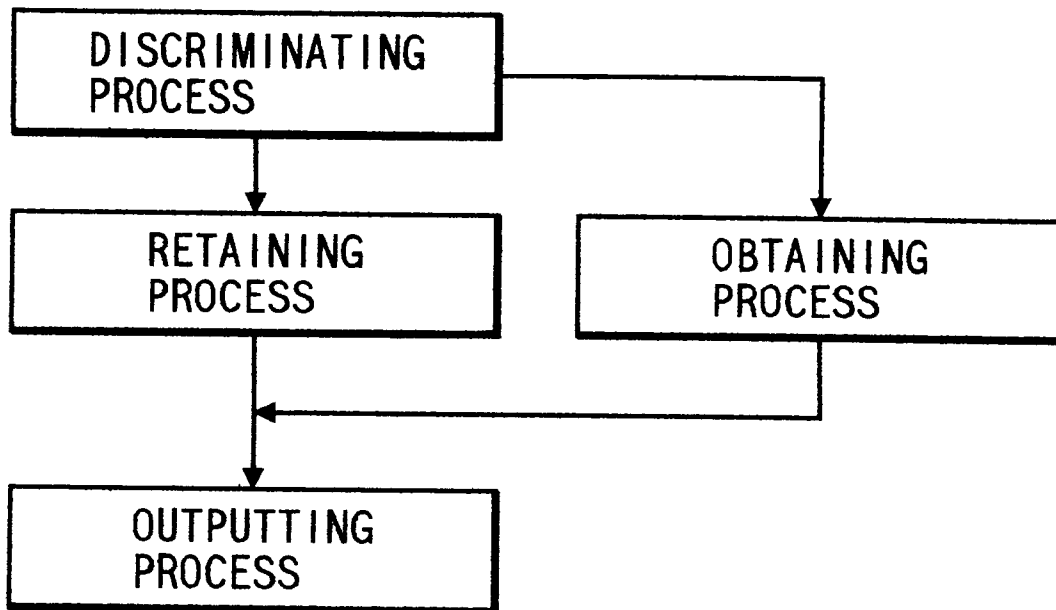 DISCRIMINATING
PROCESS
RETAINING
PROCESS
OBTAINING
PROCESS
OUTPUTTING
PROCESS